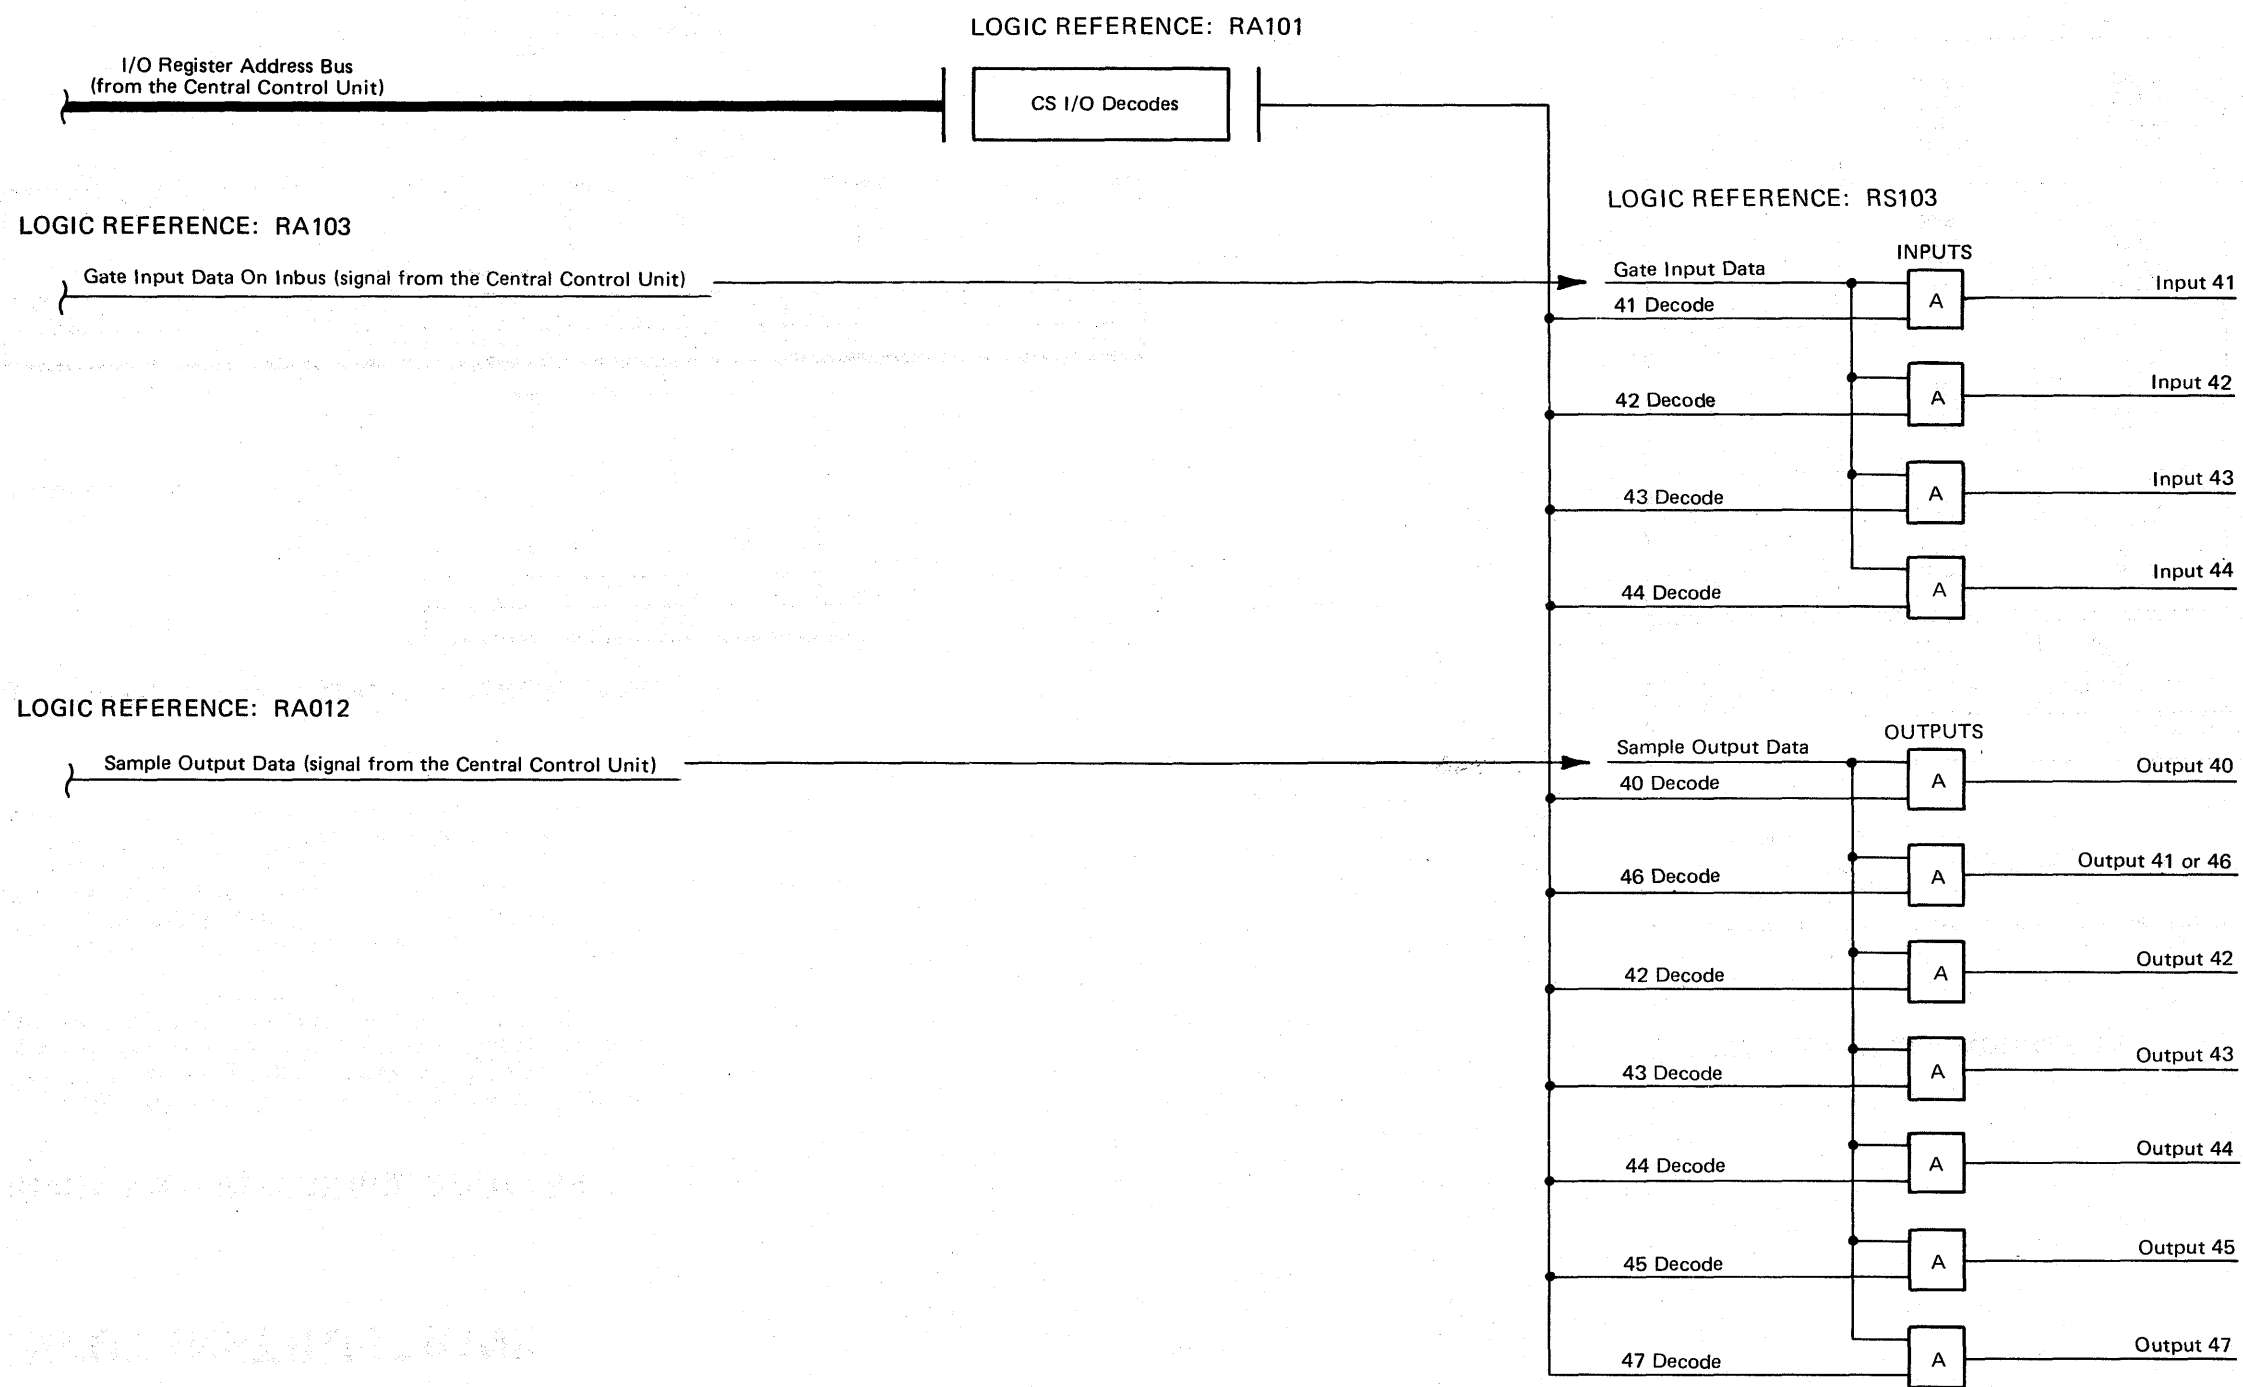 LOGIC REFERENCE: RA101
I/O Register Address Bus
(from the Central Control Unit)
CS I/O Decodes
LOGIC REFERENCE: RS103
LOGIC REFERENCE: RA103
INPUTS
Gate Input Data On Inbus (signal from the Central Control Unit)
Gate Input Data
41 Decode
A
Input 41
42 Decode
A
Input 42
43 Decode
A
Input 43
44 Decode
A
Input 44
LOGIC REFERENCE: RA012
OUTPUTS
Sample Output Data (signal from the Central Control Unit)
Sample Output Data
40 Decode
A
Output 40
46 Decode
A
Output 41 or 46
42 Decode
A
Output 42
43 Decode
A
Output 43
44 Decode
A
Output 44
45 Decode
A
Output 45
47 Decode
A
Output 47